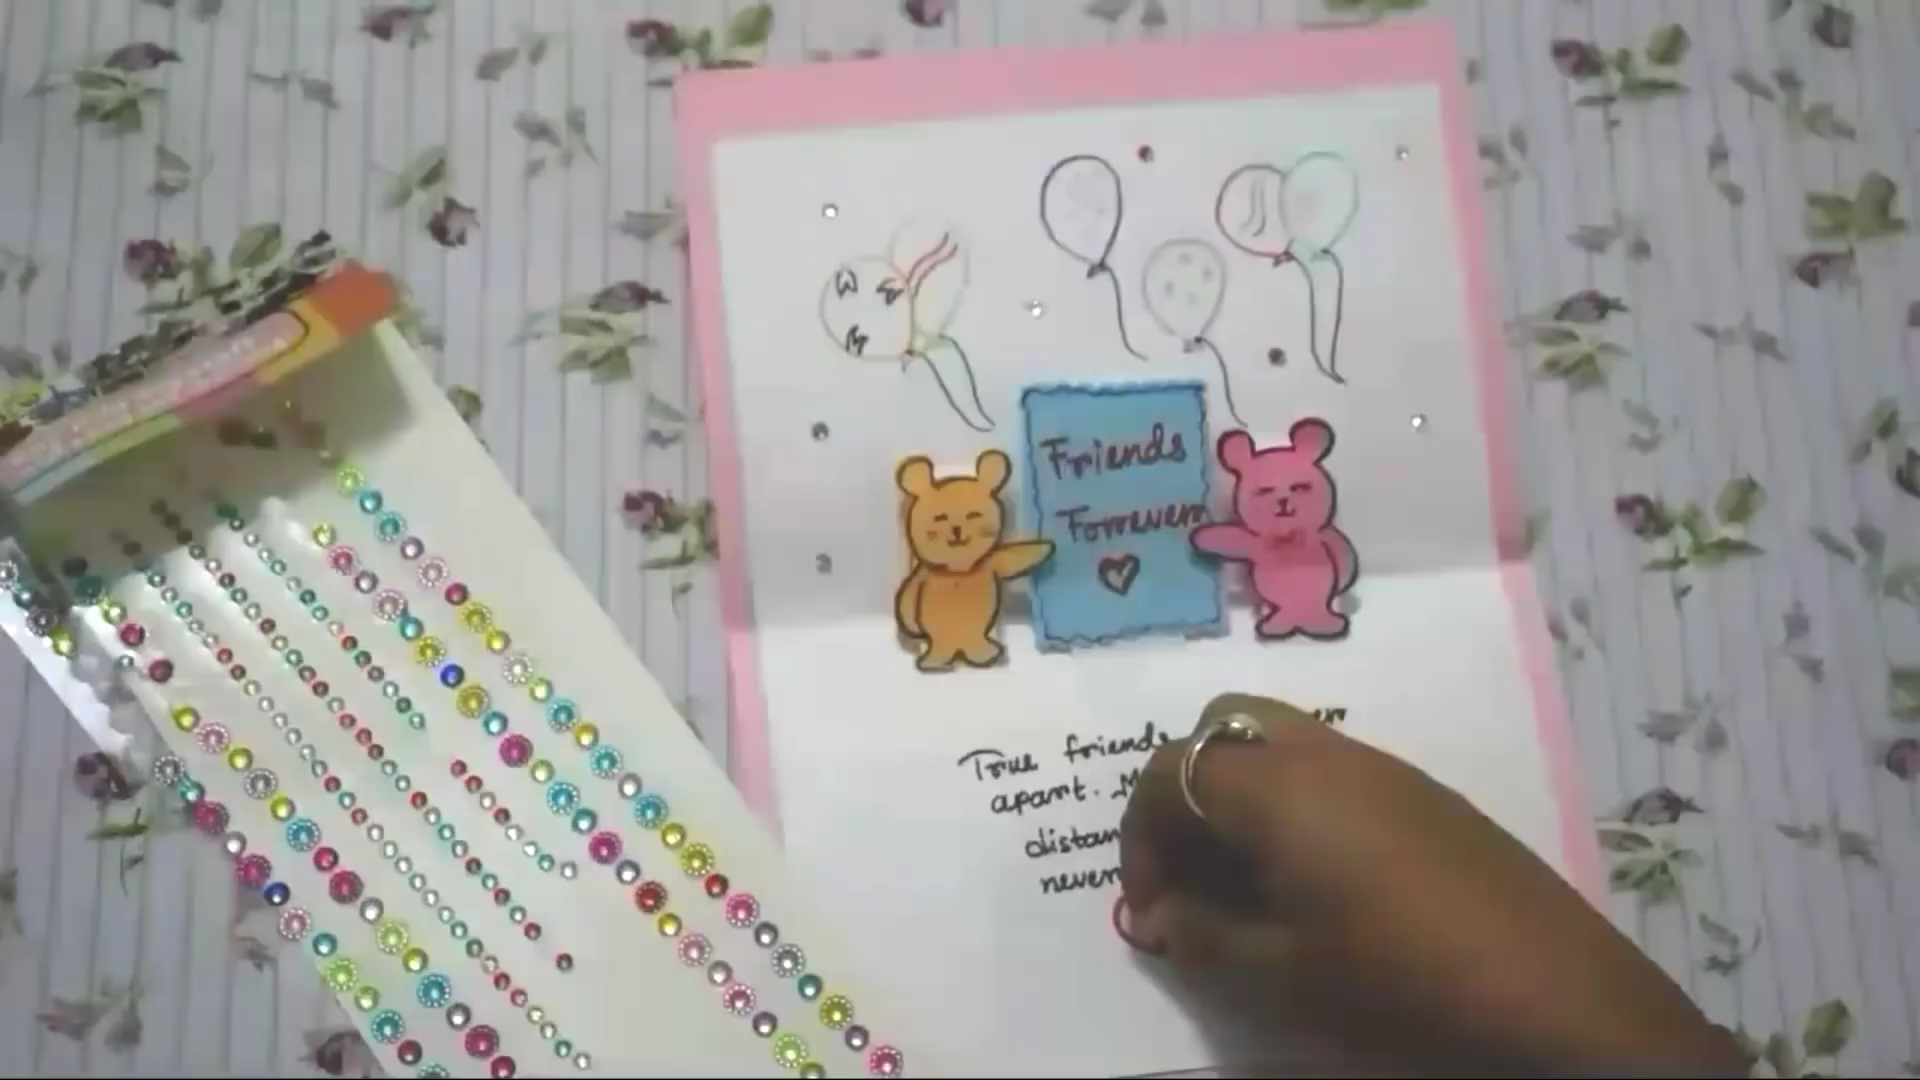 Friends
Forever
True friends
apart.
distan
never